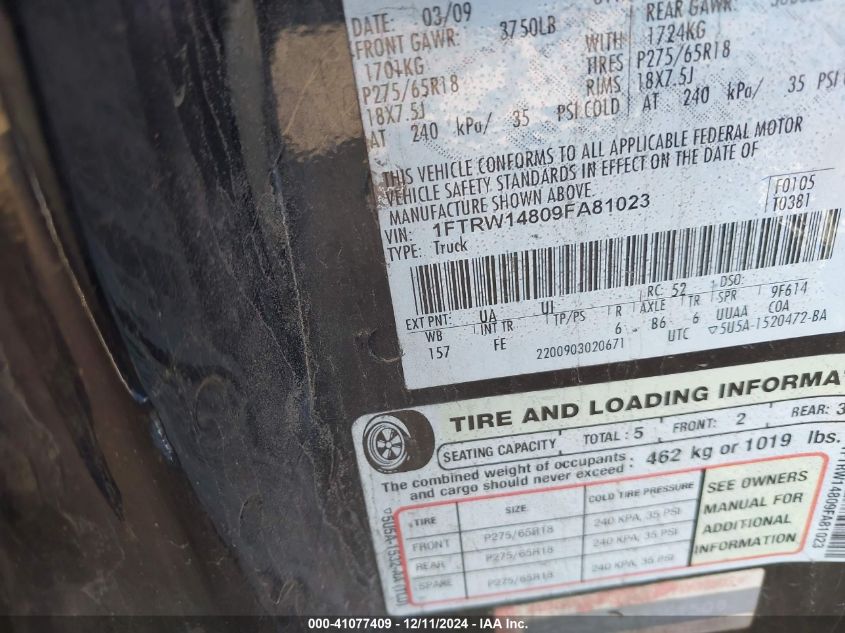 DATE: 03/09
FRONT GAWR: 3750LB
1701KG
P275/65R18
18X7.5J
AT 240 kPa/ 35 PSI COLD
REAR GAWR:
WITH 1724KG
TIRES P275/65R18
RIMS 18X7.5J
AT 240 kPa/ 35 PSI
THIS VEHICLE CONFORMS TO ALL APPLICABLE FEDERAL MOTOR
VEHICLE SAFETY STANDARDS IN EFFECT ON THE DATE OF
MANUFACTURE SHOWN ABOVE.
VIN: 1FTRW14809FA81023
TYPE: Truck
F0105
T0381
EXT PNT: UA UI RC: 52 DSO:
WB INT TR TP/PS R AXLE TR SPR 9F614
157 FE 6 B6 6 UUAA COA
2200903020671 UTC ▽5U5A-1520472-BA
TIRE AND LOADING INFORMA
SEATING CAPACITY TOTAL : 5 FRONT: 2 REAR: 3
The combined weight of occupants
and cargo should never exceed : 462 kg or 1019 lbs.
TIRE SIZE COLD TIRE PRESSURE
FRONT P275/65R18 240 KPA, 35 PSI
REAR P275/65R18 240 KPA, 35 PSI
SPARE P275/65R18 240 KPA, 35 PSI
SEE OWNERS
MANUAL FOR
ADDITIONAL
INFORMATION
000-41077409 - 12/11/2024 - IAA Inc.